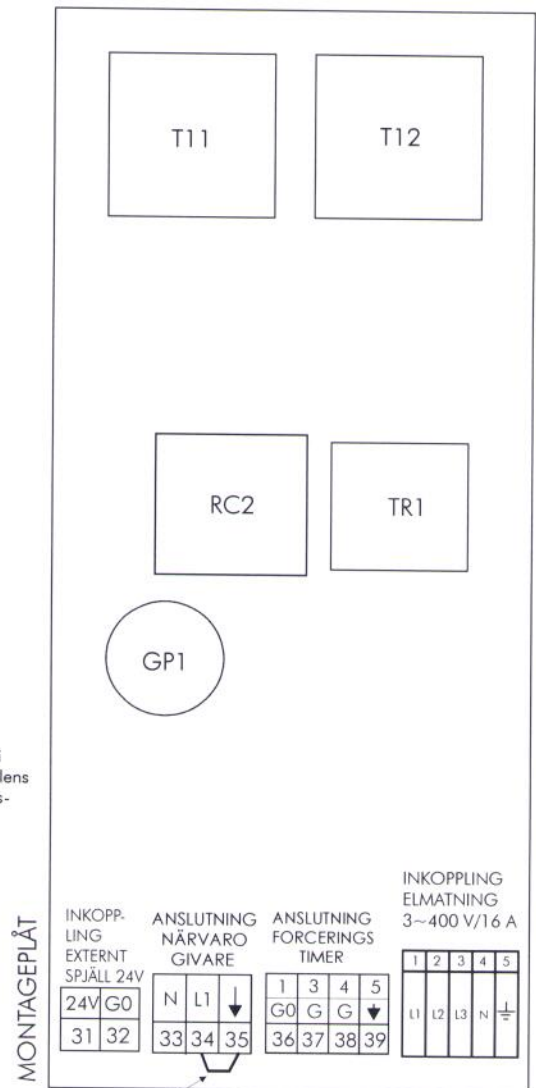 T11 T12
RC2 TR1
GP1
i
lens
s-
MONTAGEPLÅT
INKOPP-
LING
EXTERNT
SPJÄLL 24V
24V G0
31 32
ANSLUTNING
NÄRVARO
GIVARE
N L1
33 34 35
ANSLUTNING
FORCERINGS
TIMER
1 3 4 5
G0 G G
36 37 38 39
INKOPPLING
ELMATNING
3~400 V/16 A
1 2 3 4 5
L1 L2 L3 N